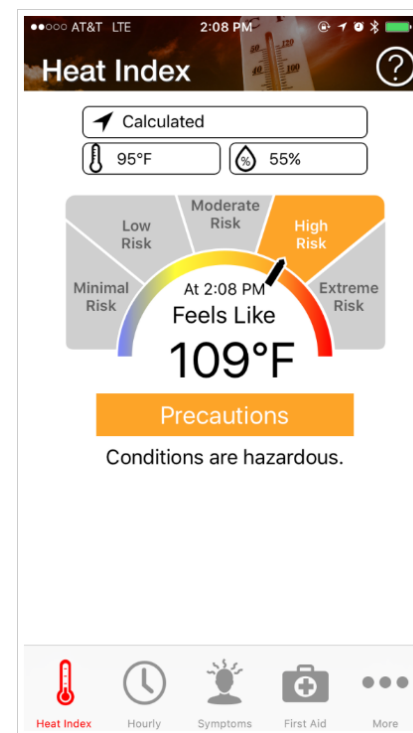 AT&T LTE 2:08 PM
Heat Index ?
Calculated
95°F % 55%
Minimal
Risk
Low
Risk
Moderate
Risk
High
Risk
Extreme
Risk
At 2:08 PM
Feels Like
109°F
Precautions
Conditions are hazardous.
Heat Index Hourly Symptoms First Aid More